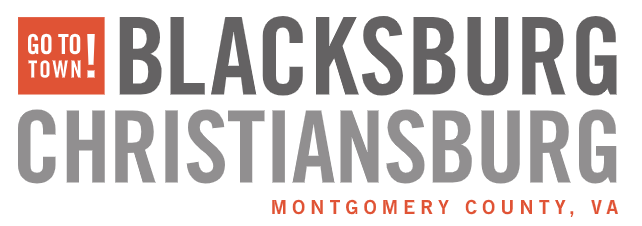 GO TO
TOWN!
BLACKSBURG
CHRISTIANSBURG
MONTGOMERY COUNTY, VA